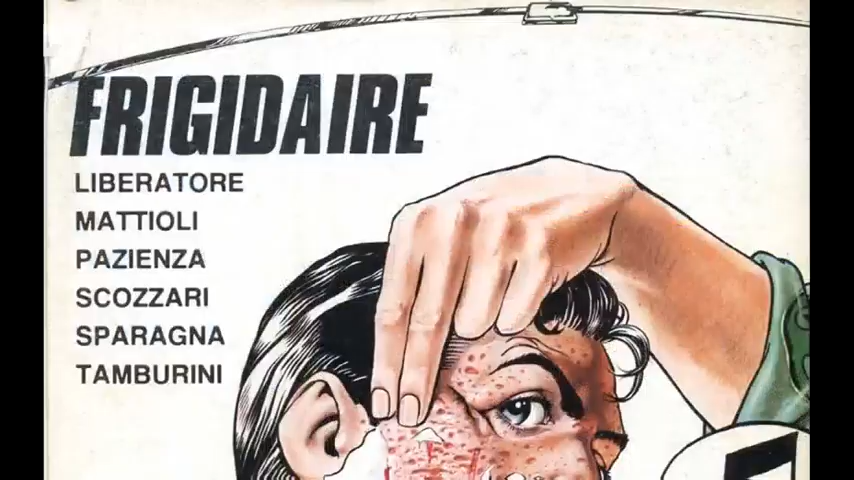 FRIGIDAIRE
LIBERATORE
MATTIOLI
PAZIENZA
SCOZZARI
SPARAGNA
TAMBURINI